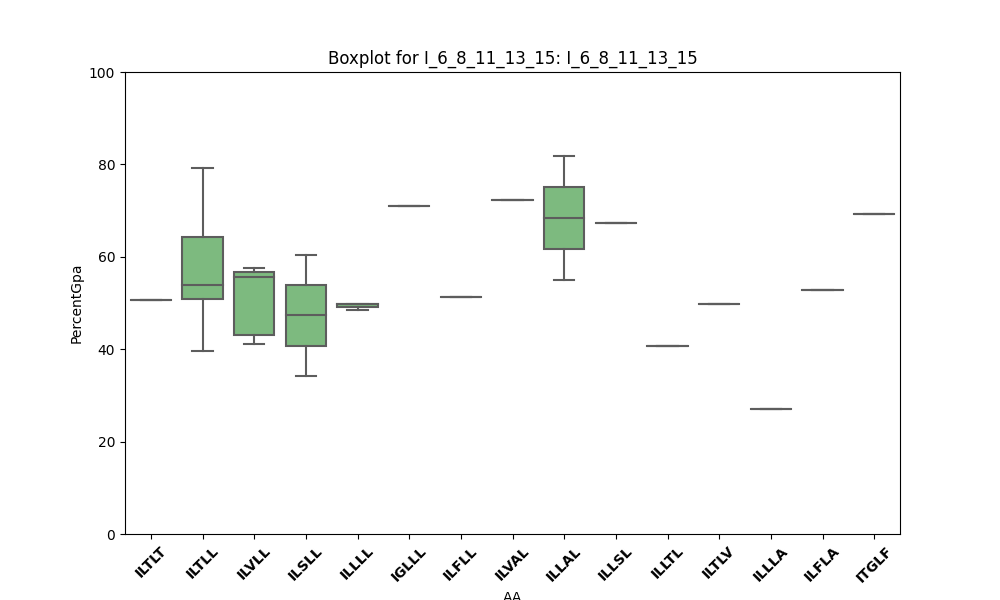 Boxplot for I_6_8_11_13_15: I_6_8_11_13_15
PercentGpa
100
80
60
40
20
0
ILTLT
ILTLL
ILVLL
ILSLL
ILLLL
IGLLL
ILFLL
ILVAL
ILLAL
ILLSL
ILLTL
ILTLV
ILLLA
ILFLA
ITGLF
AA